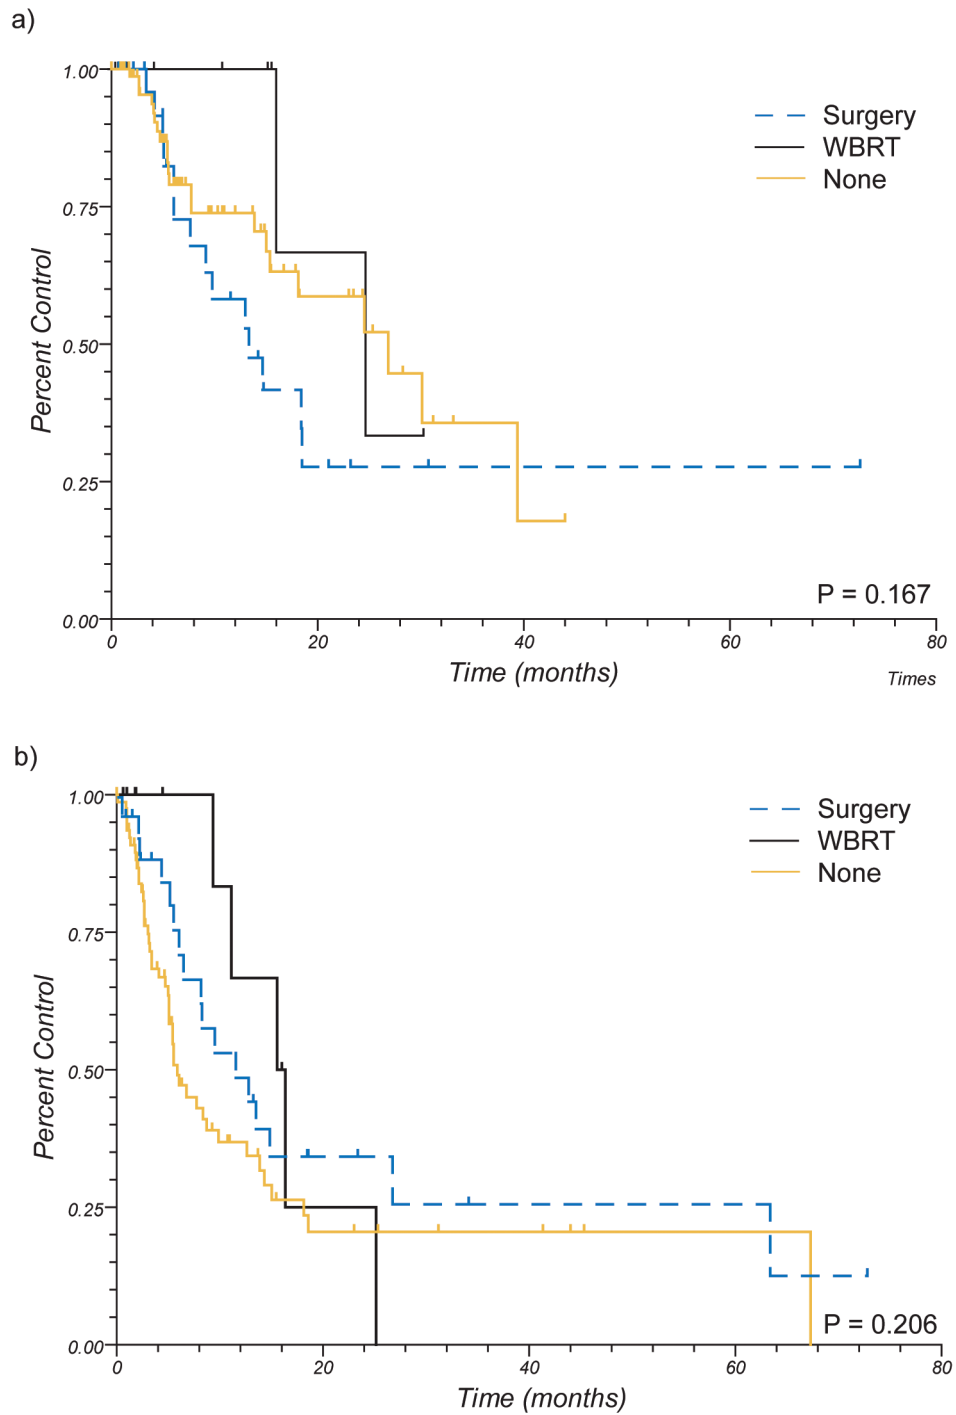 a)
1.00
0.75
0.50
0.25
0.00
Percent Control
Surgery
WBRT
None
P = 0.167
0 20 40 60 80
Time (months)
Times
b)
1.00
0.75
0.50
0.25
0.00
Percent Control
Surgery
WBRT
None
P = 0.206
0 20 40 60 80
Time (months)